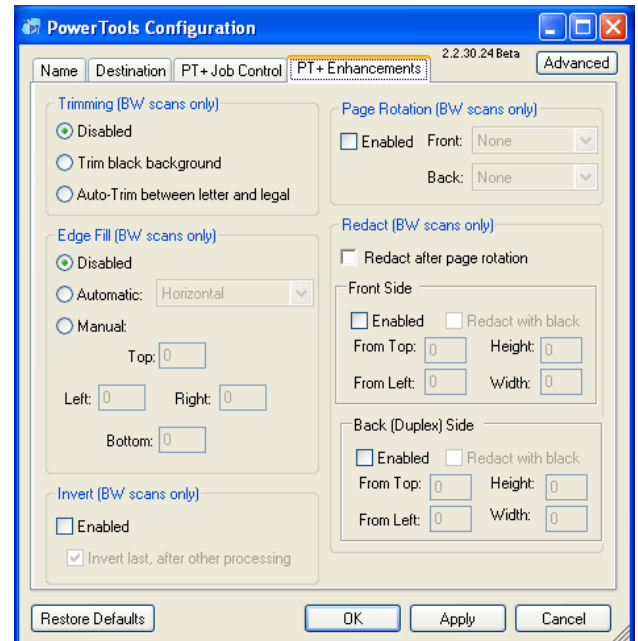 PowerTools Configuration
2.2.30.24 Beta
Advanced
Name
Destination
PT+ Job Control
PT+ Enhancements
Trimming (BW scans only)
Disabled
Trim black background
Auto-Trim between letter and legal
Edge Fill (BW scans only)
Disabled
Automatic: Horizontal
Manual:
Top: 0
Left: 0 Right: 0
Bottom: 0
Invert (BW scans only)
Enabled
Invert last, after other processing
Page Rotation (BW scans only)
Enabled Front: None
Back: None
Redact (BW scans only)
Redact after page rotation
Front Side
Enabled Redact with black
From Top: 0 Height: 0
From Left: 0 Width: 0
Back (Duplex) Side
Enabled Redact with black
From Top: 0 Height: 0
From Left: 0 Width: 0
Restore Defaults
OK
Apply
Cancel